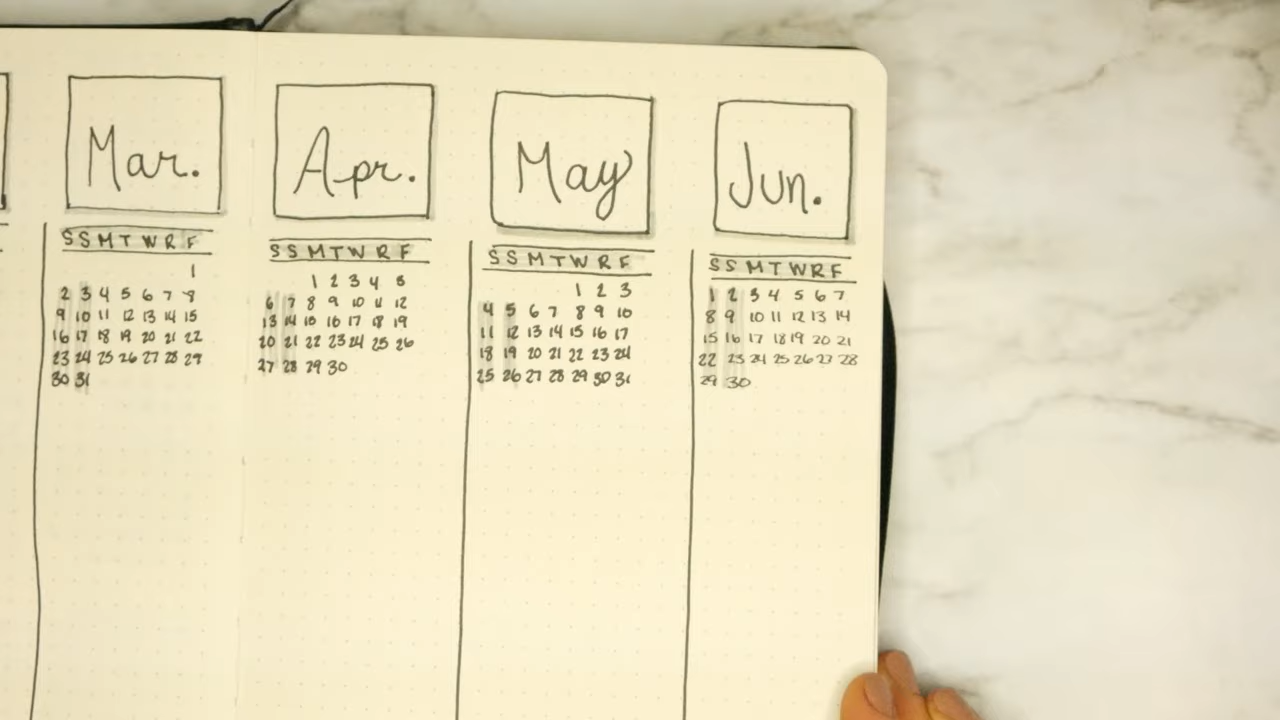 Mar.
S S M T W R F
1
2 3 4 5 6 7 8
9 10 11 12 13 14 15
16 17 18 19 20 21 22
23 24 25 26 27 28 29
30 31
Apr.
S S M T W R F
1 2 3 4 5
6 7 8 9 10 11 12
13 14 15 16 17 18 19
20 21 22 23 24 25 26
27 28 29 30
May
S S M T W R F
1 2 3
4 5 6 7 8 9 10
11 12 13 14 15 16 17
18 19 20 21 22 23 24
25 26 27 28 29 30 31
Jun.
S S M T W R F
1 2 3 4 5 6 7
8 9 10 11 12 13 14
15 16 17 18 19 20 21
22 23 24 25 26 27 28
29 30